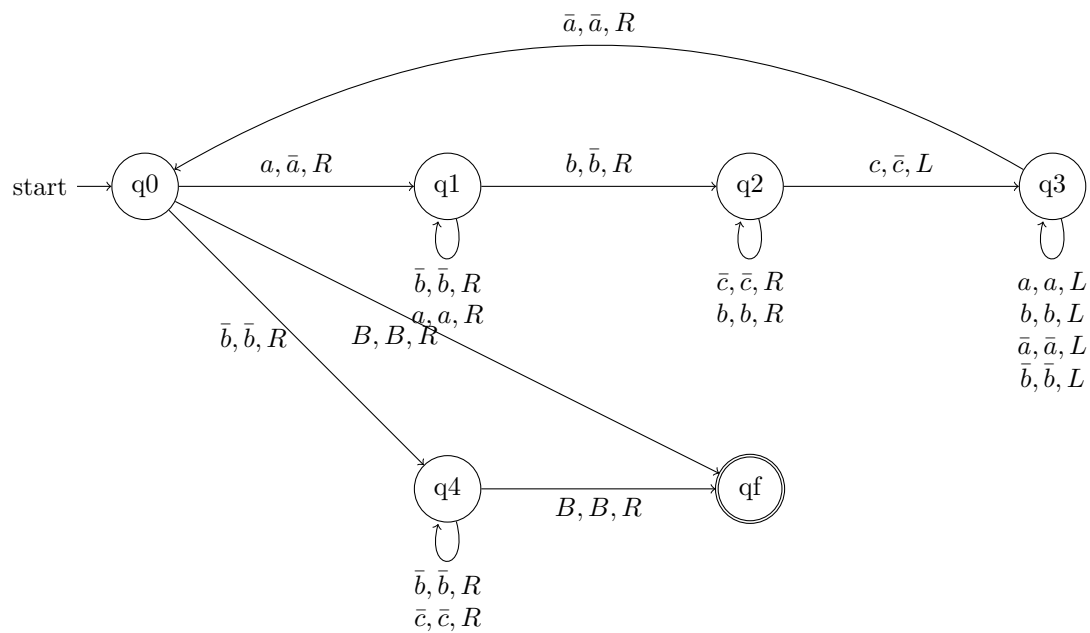 ā, ā, R
start
q0
a, ā, R
q1
b, b̄, R
q2
c, c̄, L
q3
b̄, b̄, R
a, a, R
c̄, c̄, R
b, b, R
a, a, L
b, b, L
ā, ā, L
b̄, b̄, L
b̄, b̄, R
B, B, R
q4
B, B, R
qf
b̄, b̄, R
c̄, c̄, R